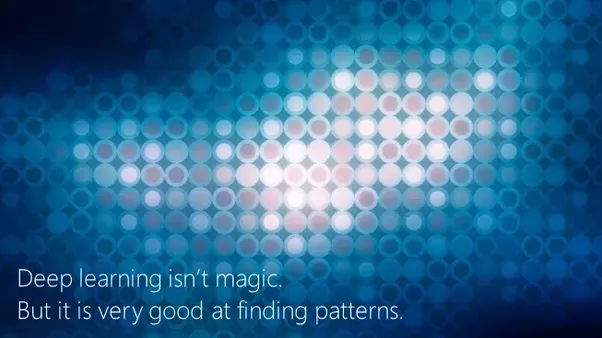 Deep learning isn’t magic.
But it is very good at finding patterns.